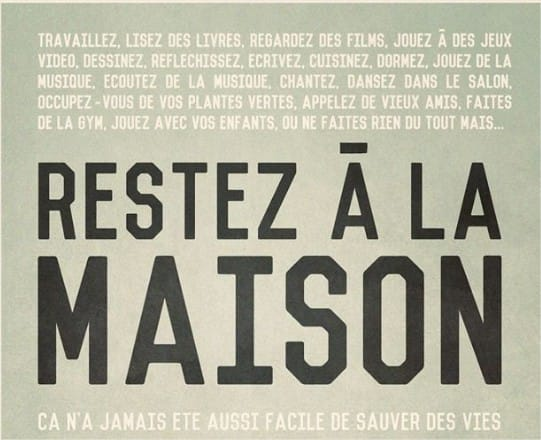 TRAVAILLEZ, LISEZ DES LIVRES, REGARDEZ DES FILMS, JOUEZ Ā DES JEUX
VIDEO, DESSINEZ, REFLECHISSEZ, ECRIVEZ, CUISINEZ, DORMEZ, JOUEZ DE LA
MUSIQUE, ECOUTEZ DE LA MUSIQUE, CHANTEZ, DANSEZ DANS LE SALON,
OCCUPEZ-VOUS DE VOS PLANTES VERTES, APPELEZ DE VIEUX AMIS, FAITES
DE LA GYM, JOUEZ AVEC VOS ENFANTS, OU NE FAITES RIEN DU TOUT MAIS...
RESTEZ Ā LA
MAISON
CA N'A JAMAIS ETE AUSSI FACILE DE SAUVER DES VIES